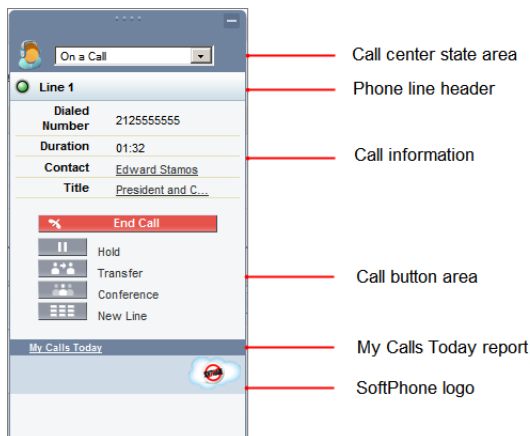 On a Call
Call center state area
Line 1
Phone line header
Dialed
Number
2125555555
Duration
01:32
Call information
Contact
Edward Stamos
Title
President and C...
End Call
Hold
Transfer
Call button area
Conference
New Line
My Calls Today
My Calls Today report
SoftPhone logo